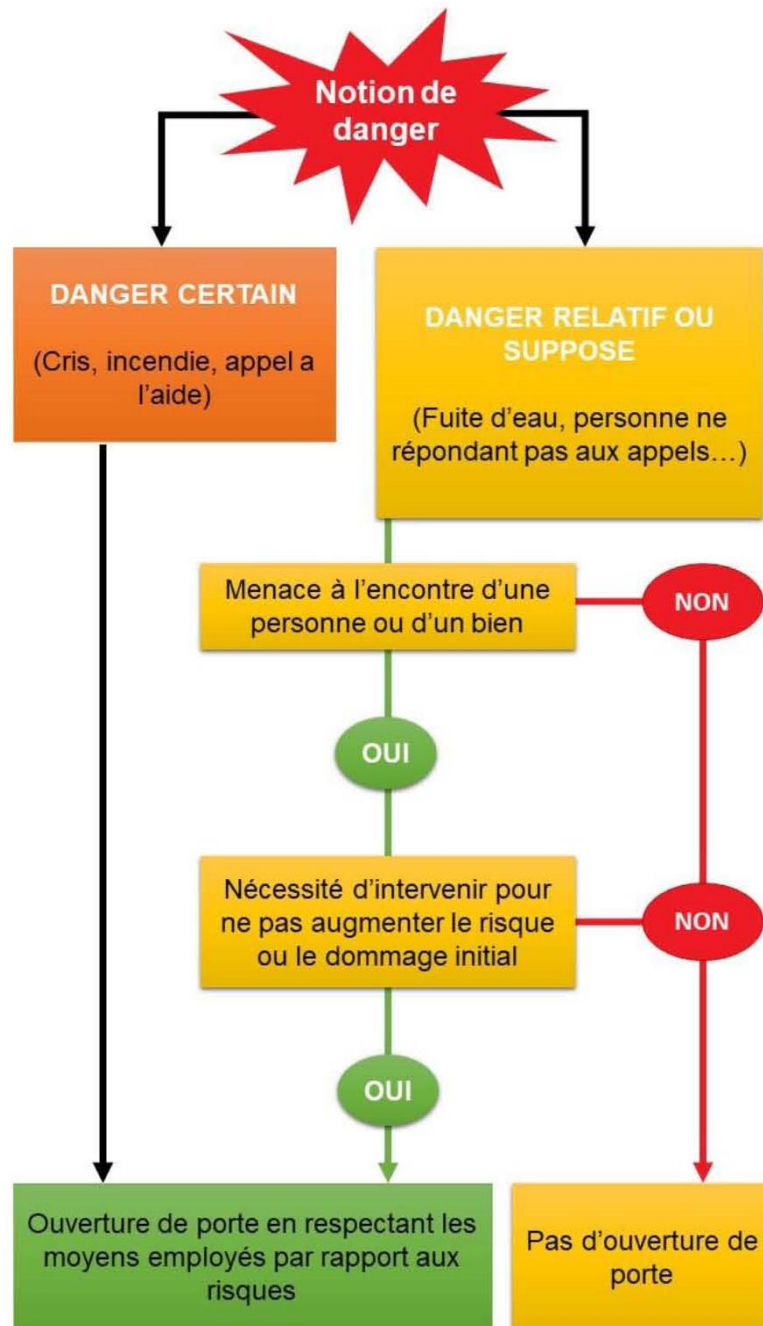 Notion de
danger
DANGER CERTAIN
(Cris, incendie, appel a
l'aide)
DANGER RELATIF OU
SUPPOSE
(Fuite d'eau, personne ne
répondant pas aux appels…)
Menace à l'encontre d'une
personne ou d'un bien
NON
OUI
Nécessité d'intervenir pour
ne pas augmenter le risque
ou le dommage initial
NON
OUI
Ouverture de porte en respectant les
moyens employés par rapport aux
risques
Pas d'ouverture de
porte